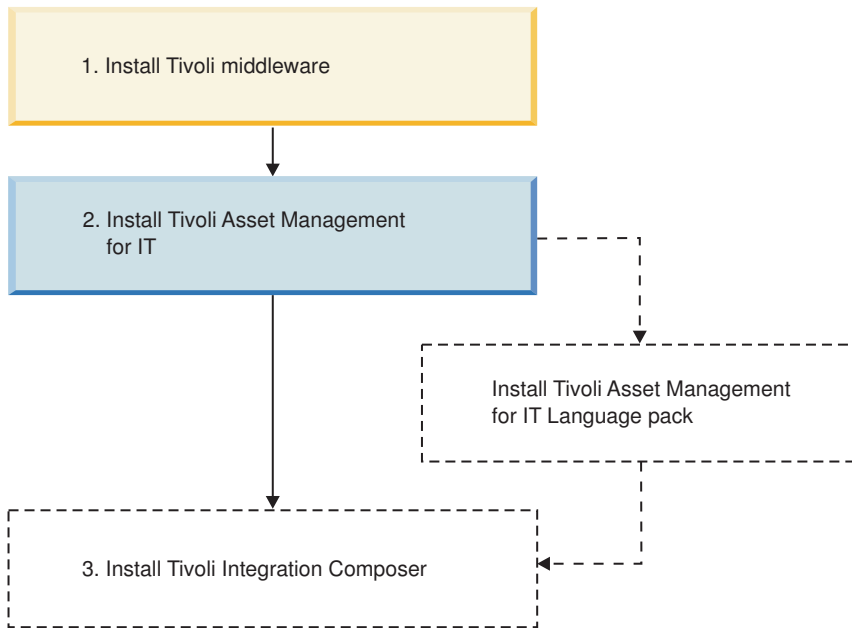 1. Install Tivoli middleware
2. Install Tivoli Asset Management
for IT
Install Tivoli Asset Management
for IT Language pack
3. Install Tivoli Integration Composer